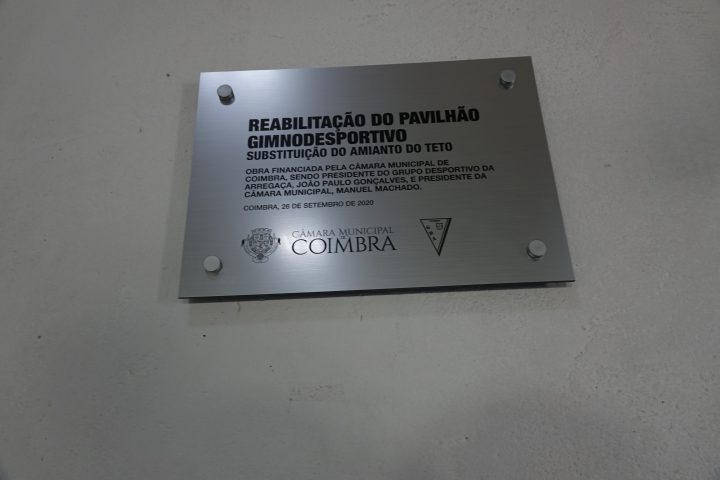 REABILITAÇÃO DO PAVILHÃO
GIMNODESPORTIVO
SUBSTITUIÇÃO DO AMIANTO DO TETO
OBRA FINANCIADA PELA CÂMARA MUNICIPAL DE
COIMBRA, SENDO PRESIDENTE DO GRUPO DESPORTIVO DA
ARREGAÇA, JOÃO PAULO GONÇALVES, E PRESIDENTE DA
CÂMARA MUNICIPAL, MANUEL MACHADO.
COIMBRA, 26 DE SETEMBRO DE 2020
CÂMARA MUNICIPAL
DE
COIMBRA